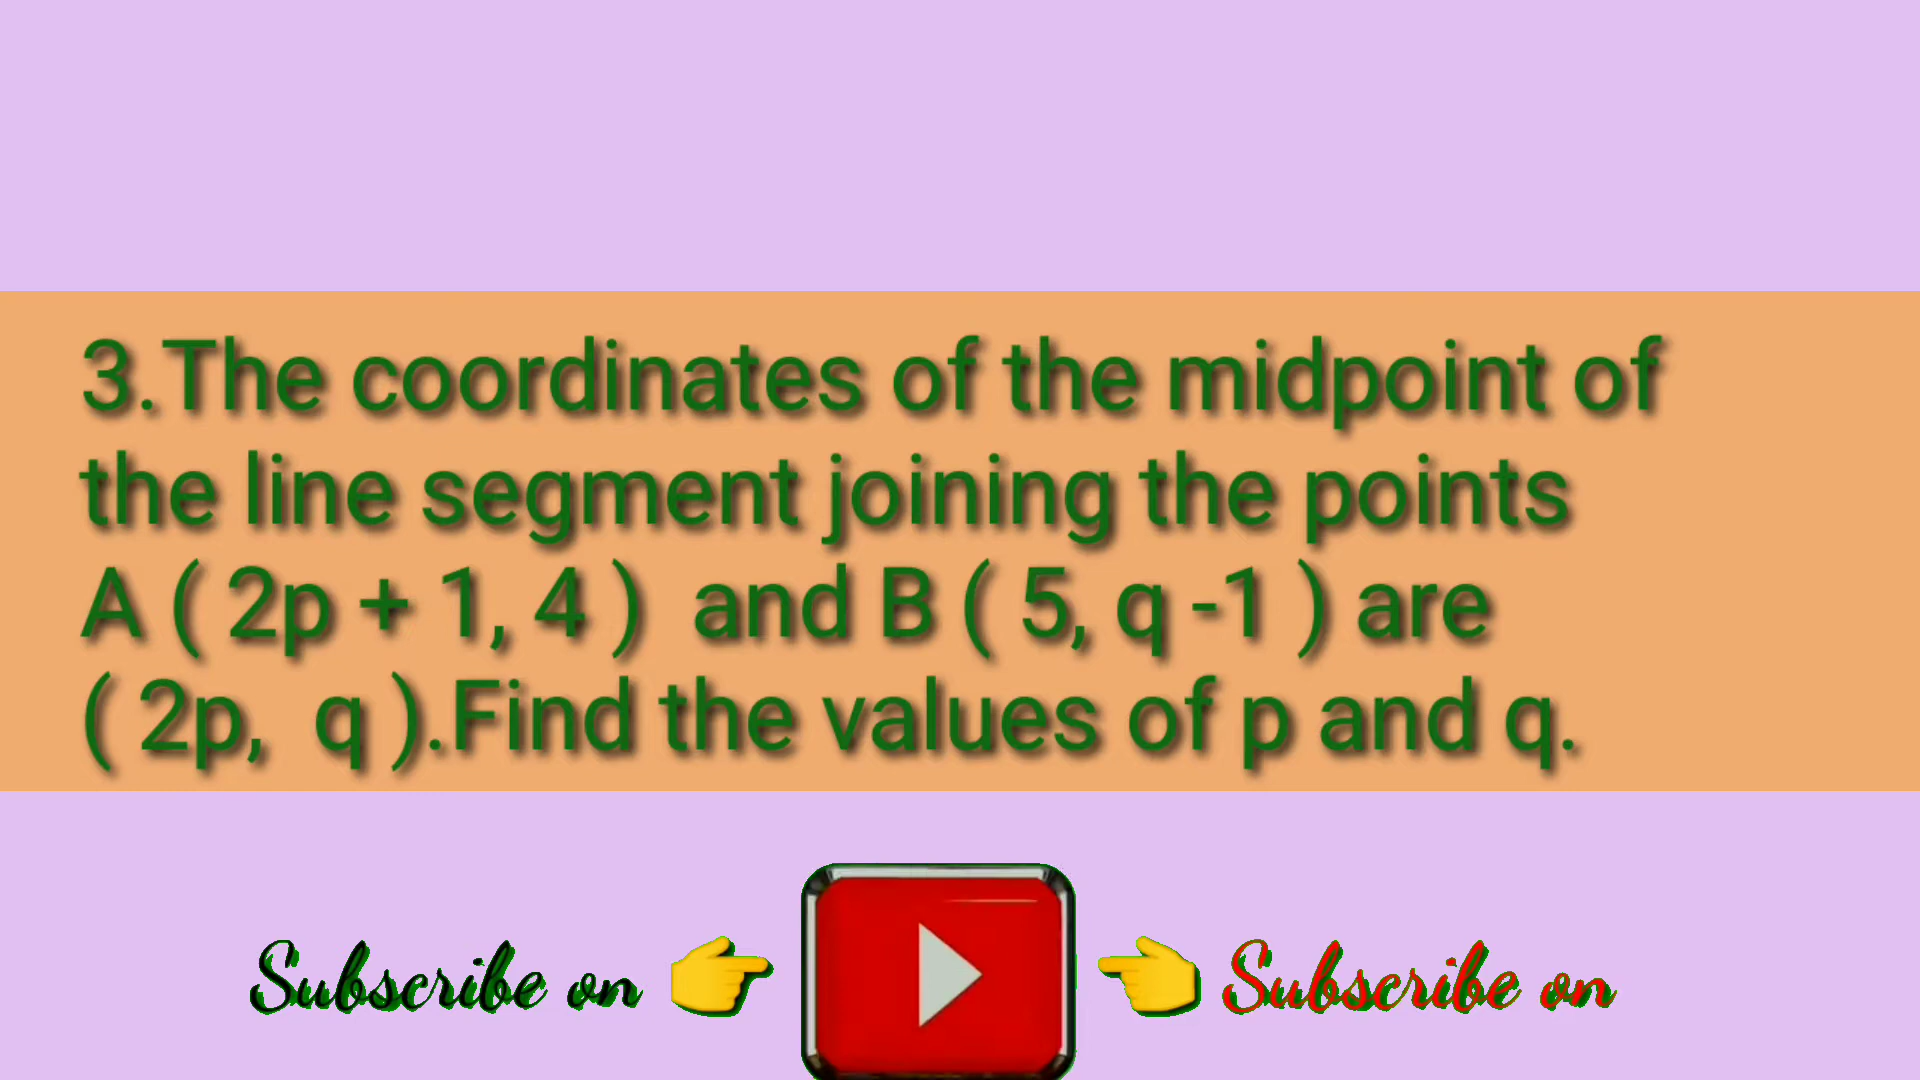 3.The coordinates of the midpoint of
the line segment joining the points
A ( 2p + 1, 4 )  and B ( 5, q -1 ) are
( 2p,  q ).Find the values of p and q.
Subscribe on Subscribe on